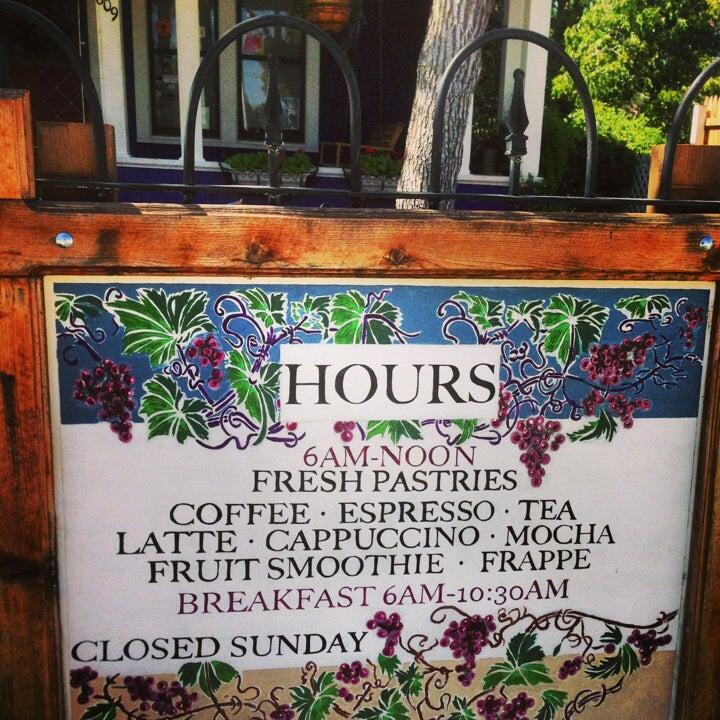 609
HOURS
6AM-NOON
FRESH PASTRIES
COFFEE · ESPRESSO · TEA
LATTE · CAPPUCCINO · MOCHA
FRUIT SMOOTHIE · FRAPPE
BREAKFAST 6AM-10:30AM
CLOSED SUNDAY